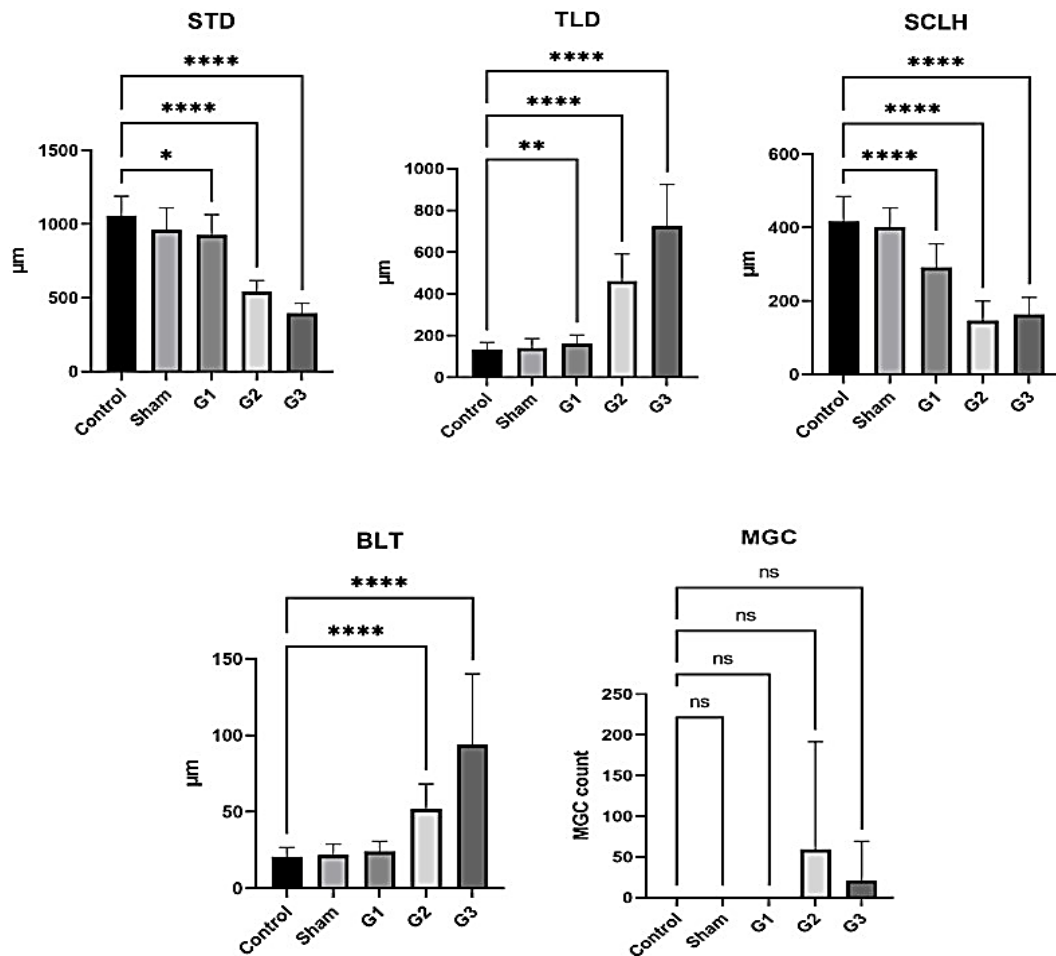 STD
****
****
*
1500
1000
500
0
μm
Control
Sham
G1
G2
G3
TLD
****
****
**
1000
800
600
400
200
0
μm
Control
Sham
G1
G2
G3
SCLH
****
****
****
600
400
200
0
μm
Control
Sham
G1
G2
G3
BLT
****
****
150
100
50
0
μm
Control
Sham
G1
G2
G3
MGC
ns
ns
ns
ns
250
200
150
100
50
0
MGC count
Control
Sham
G1
G2
G3